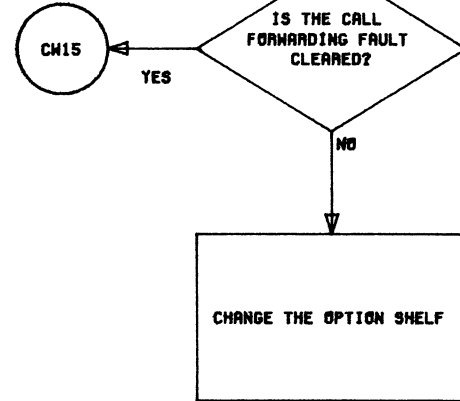 IS THE CALL
FORWARDING FAULT
CLEARED?
CW15
YES
NO
CHANGE THE OPTION SHELF